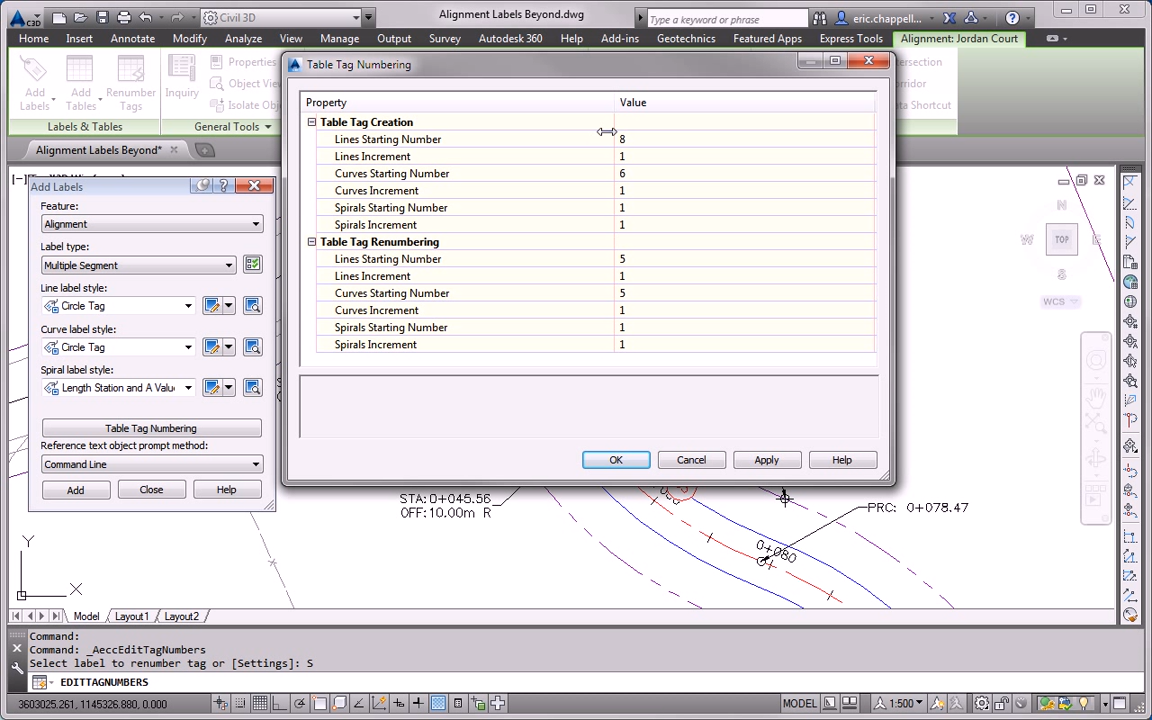 Civil 3D
Alignment Labels Beyond.dwg
Type a keyword or phrase
eric.chappell...
C3D
Home
Insert
Annotate
Modify
Analyze
View
Manage
Output
Survey
Autodesk 360
Help
Add-ins
Geotechnics
Featured Apps
Express Tools
Alignment: Jordan Court
Add
Labels
Add
Tables
Renumber
Tags
Inquiry
Properties
Object View
Isolate Obj
Labels & Tables
General Tools
Alignment Labels Beyond*
Table Tag Numbering
Property
Value
Table Tag Creation
Lines Starting Number
8
Lines Increment
1
Curves Starting Number
6
Curves Increment
1
Spirals Starting Number
1
Spirals Increment
1
Table Tag Renumbering
Lines Starting Number
5
Lines Increment
1
Curves Starting Number
5
Curves Increment
1
Spirals Starting Number
1
Spirals Increment
1
OK
Cancel
Apply
Help
Add Labels
Feature:
Alignment
Label type:
Multiple Segment
Line label style:
Circle Tag
Curve label style:
Circle Tag
Spiral label style:
Length Station and A Valu
Table Tag Numbering
Reference text object prompt method:
Command Line
Add
Close
Help
N
W
TOP
S
WCS
STA: 0+045.56
OFF: 10.00m R
PRC: 0+078.47
0+080
Y
X
Model
Layout1
Layout2
Command:
Command: _AeccEditTagNumbers
Select label to renumber tag or [Settings]: S
EDITTAGNUMBERS
3603025.261, 1145326.880, 0.000
MODEL
1:500